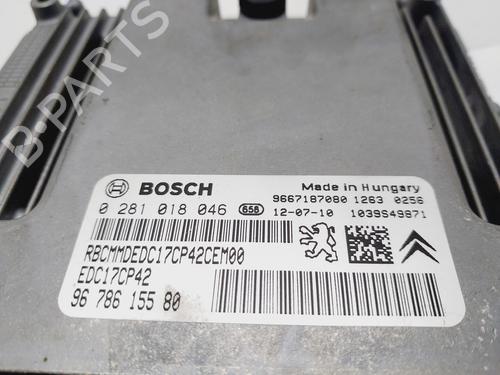 B-PARTS
BOSCH
Made in Hungary
9667187080 1263 0256
0 281 018 046 658 12-07-10 1039S49871
RBCMMDEDC17CP42CEM00
EDC17CP42
96 786 155 80